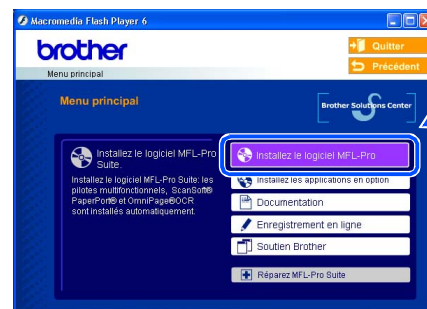 Macromedia Flash Player 6
brother
Quitter
Précédent
Menu principal
Menu principal
Brother Solutions Center
Installez le logiciel MFL-Pro Suite.
Installez le logiciel MFL-Pro Suite: les
pilotes multifonctionnels, ScanSoft®
PaperPort® et OmniPage®OCR
sont installés automatiquement.
Installez le logiciel MFL-Pro
Installez les applications en option
Documentation
Enregistrement en ligne
Soutien Brother
Réparez MFL-Pro Suite